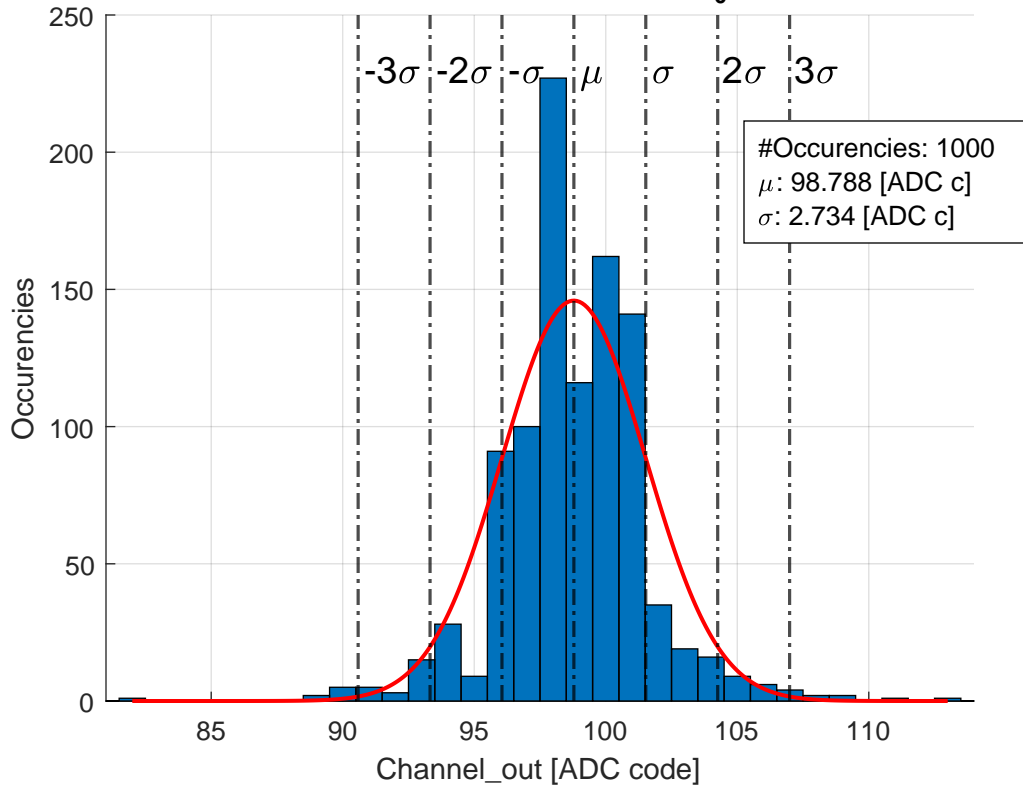 250
200
150
100
50
0
-3σ -2σ -σ μ σ 2σ 3σ
#Occurencies: 1000
μ: 98.788 [ADC c]
σ: 2.734 [ADC c]
Occurencies
85 90 95 100 105 110
Channel_out [ADC code]